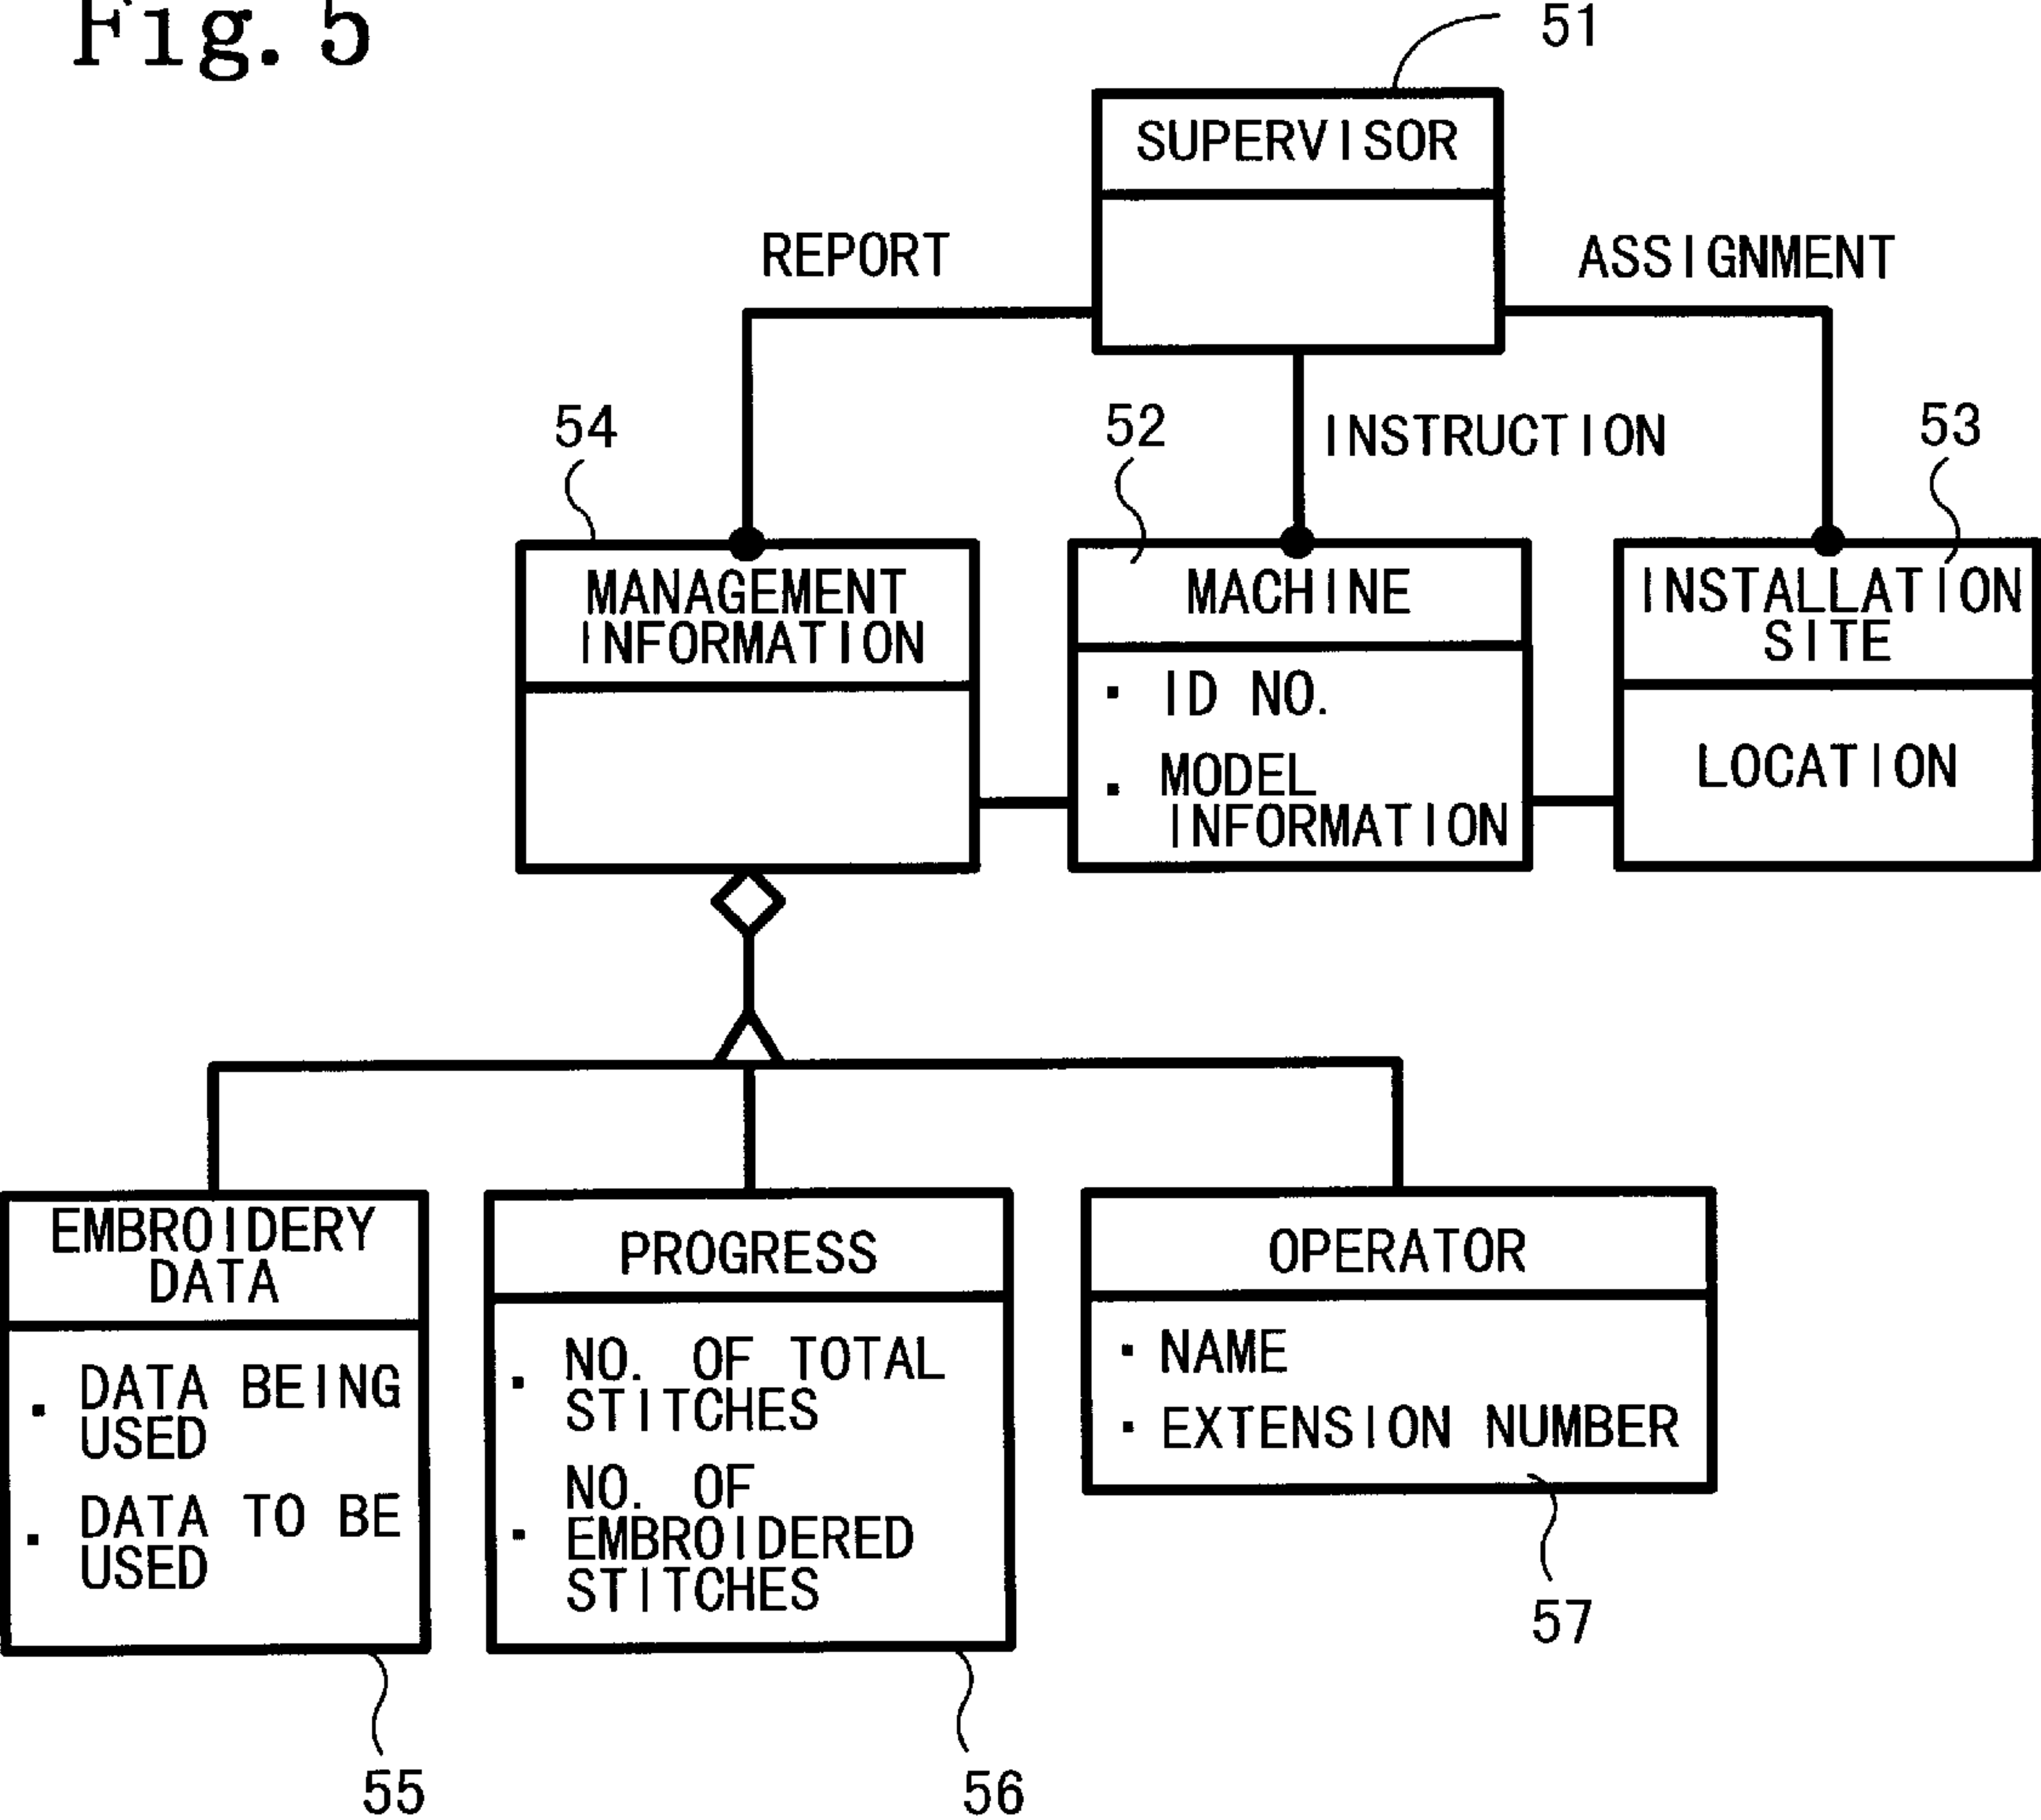 Fig. 5
51
SUPERVISOR
REPORT
ASSIGNMENT
54
52
INSTRUCTION
53
MANAGEMENT
INFORMATION
MACHINE
· ID NO.
· MODEL
INFORMATION
INSTALLATION
SITE
LOCATION
EMBROIDERY
DATA
· DATA BEING
USED
· DATA TO BE
USED
PROGRESS
· NO. OF TOTAL
STITCHES
· NO. OF
EMBROIDERED
STITCHES
OPERATOR
· NAME
· EXTENSION NUMBER
57
55
56